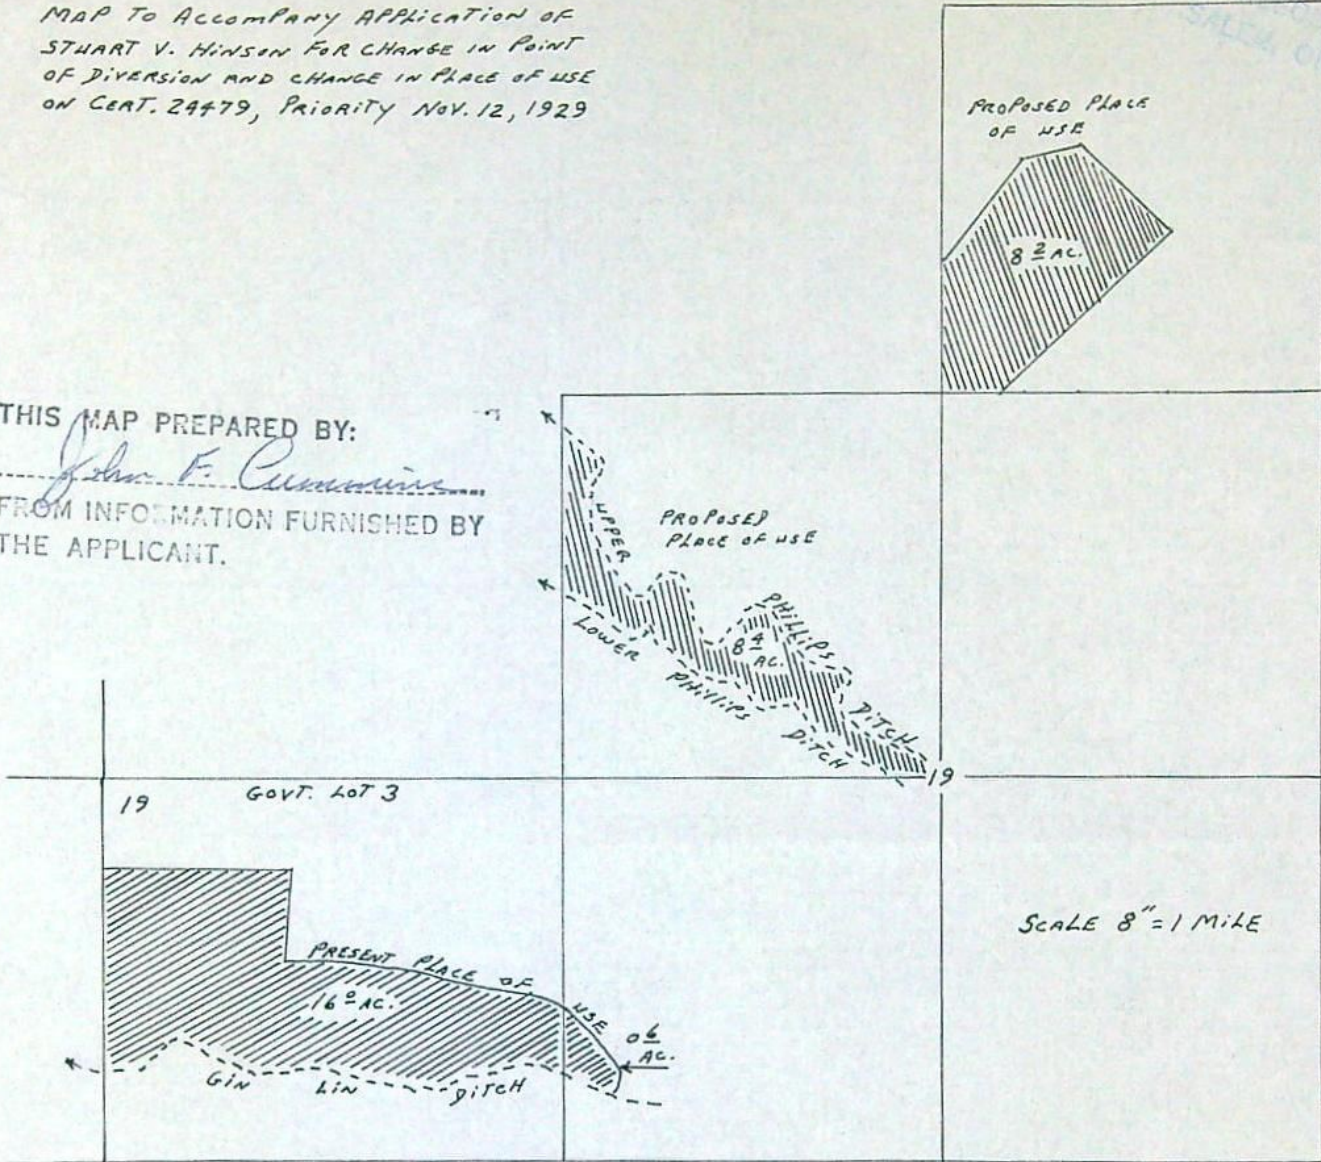 MAP TO ACCOMPANY APPLICATION OF
STUART V. HINSON FOR CHANGE IN POINT
OF DIVERSION AND CHANGE IN PLACE OF USE
ON CERT. 24479, PRIORITY NOV. 12, 1929
SALEM, O
PROPOSED PLACE
OF USE
8 2 AC.
THIS MAP PREPARED BY:
John F. Cummins
FROM INFO MATION FURNISHED BY
THE APPLICANT.
PROPOSED
PLACE OF USE
UPPER PHILLIPS DITCH
8 4
AC.
LOWER PHILLIPS DITCH
19
19
GOVT. LOT 3
SCALE 8" = 1 MILE
PRESENT PLACE OF USE
16 0 AC.
0 6
AC.
GIN LIN DITCH